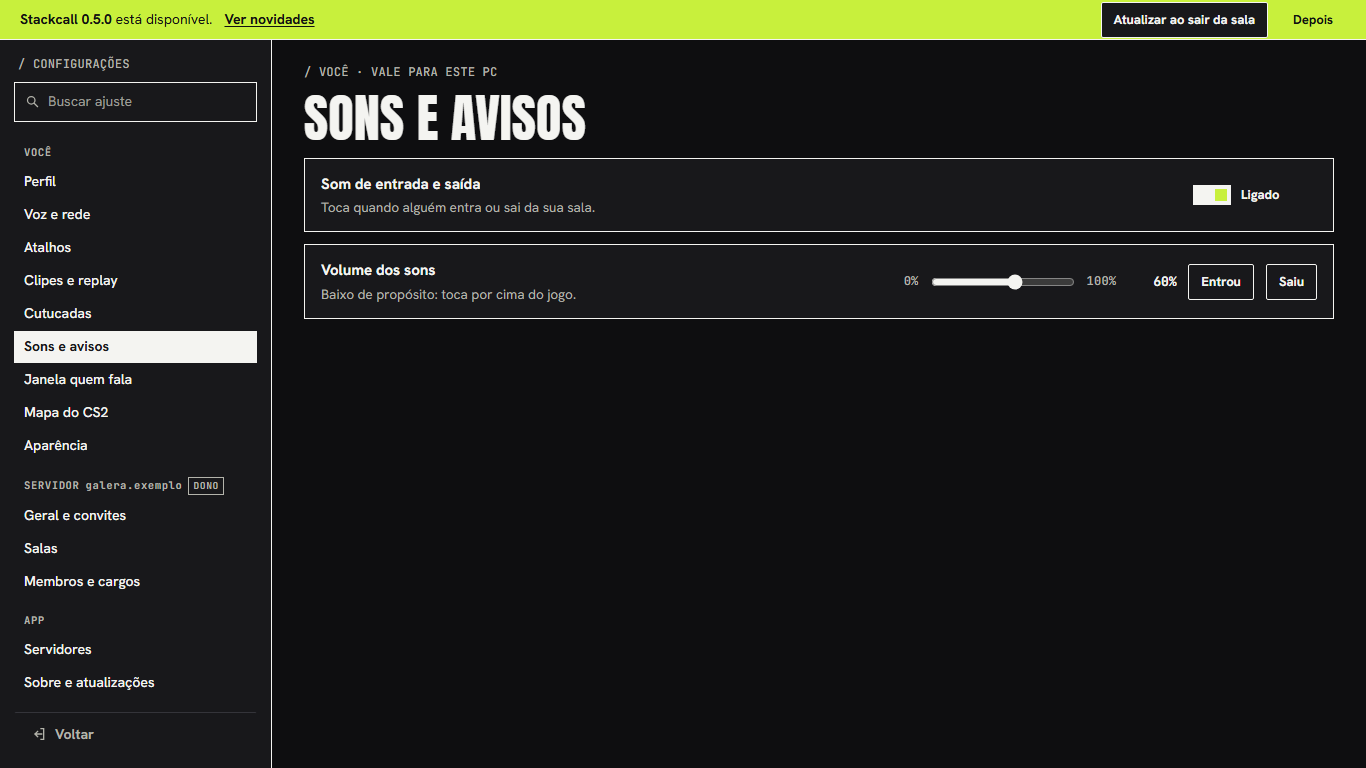 Stackcall 0.5.0 está disponível. Ver novidades
Atualizar ao sair da sala
Depois
/ CONFIGURAÇÕES
Buscar ajuste
VOCÊ
Perfil
Voz e rede
Atalhos
Clipes e replay
Cutucadas
Sons e avisos
Janela quem fala
Mapa do CS2
Aparência
SERVIDOR galera.exemplo DONO
Geral e convites
Salas
Membros e cargos
APP
Servidores
Sobre e atualizações
Voltar
/ VOCÊ · VALE PARA ESTE PC
SONS E AVISOS
Som de entrada e saída
Toca quando alguém entra ou sai da sua sala.
Ligado
Volume dos sons
Baixo de propósito: toca por cima do jogo.
0% 100% 60% Entrou Saiu